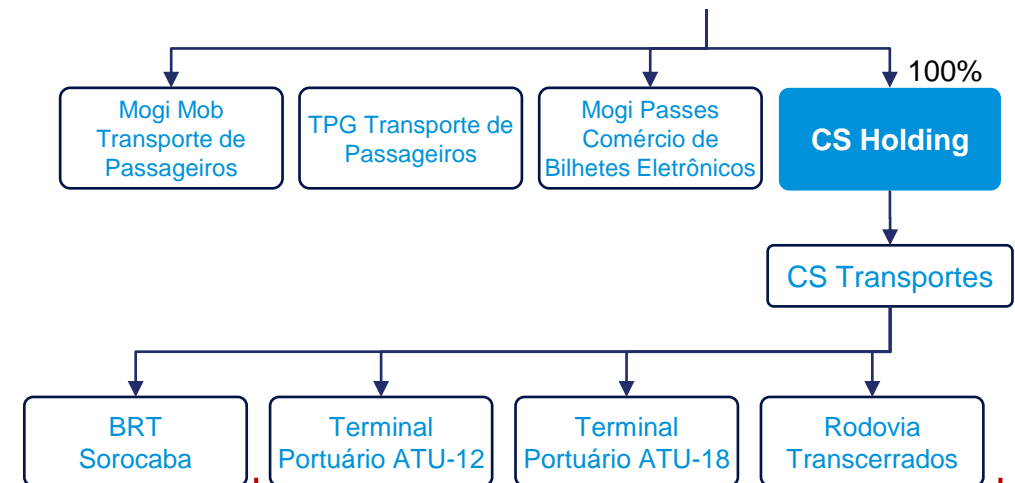 100%
Mogi Mob
Transporte de
Passageiros
TPG Transporte de
Passageiros
Mogi Passes
Comércio de
Bilhetes Eletrônicos
CS Holding
CS Transportes
BRT
Sorocaba
Terminal
Portuário ATU-12
Terminal
Portuário ATU-18
Rodovia
Transcerrados